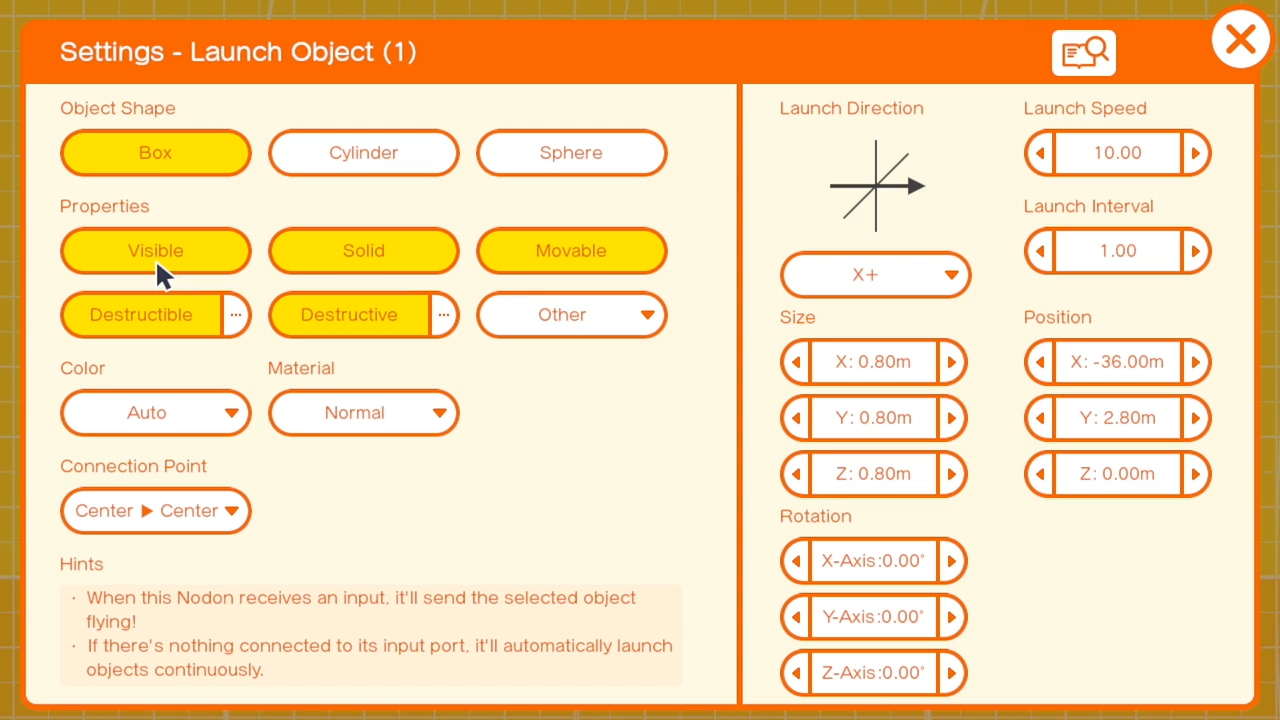 Settings - Launch Object (1)
Object Shape
Box
Cylinder
Sphere
Properties
Visible
Solid
Movable
Destructible ...
Destructive ...
Other
Color
Material
Auto
Normal
Connection Point
Center ▶ Center
Hints
· When this Nodon receives an input, it'll send the selected object
flying!
· If there's nothing connected to its input port, it'll automatically launch
objects continuously.
Launch Direction
X+
Launch Speed
10.00
Launch Interval
1.00
Size
X: 0.80m
Y: 0.80m
Z: 0.80m
Position
X: -36.00m
Y: 2.80m
Z: 0.00m
Rotation
X-Axis:0.00°
Y-Axis:0.00°
Z-Axis:0.00°